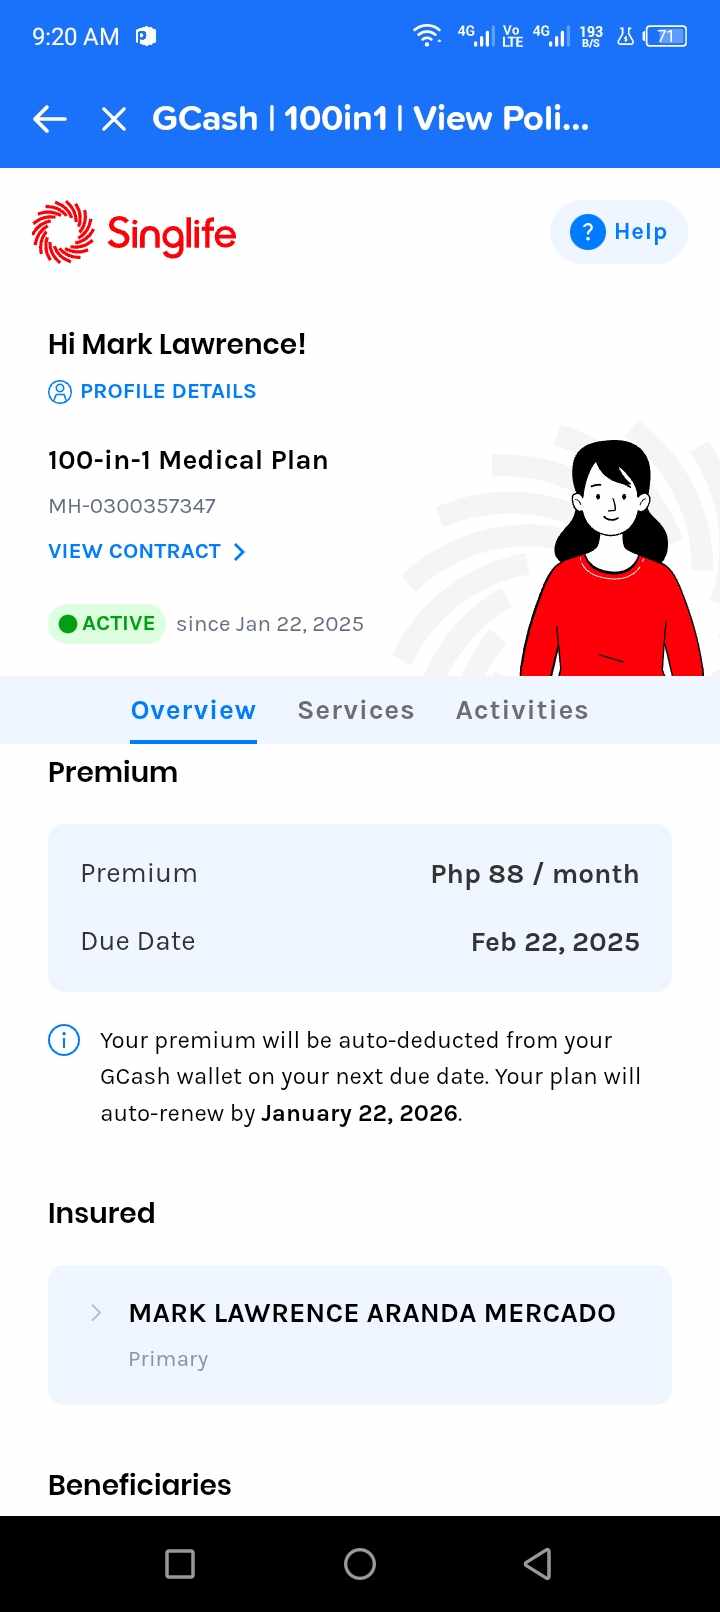 9:20 AM
4G Vo LTE 4G 193 B/S 71
GCash | 100in1 | View Poli...
Singlife
? Help
Hi Mark Lawrence!
PROFILE DETAILS
100-in-1 Medical Plan
MH-0300357347
VIEW CONTRACT
ACTIVE since Jan 22, 2025
Overview Services Activities
Premium
Premium Php 88 / month
Due Date Feb 22, 2025
Your premium will be auto-deducted from your
GCash wallet on your next due date. Your plan will
auto-renew by January 22, 2026.
Insured
MARK LAWRENCE ARANDA MERCADO
Primary
Beneficiaries